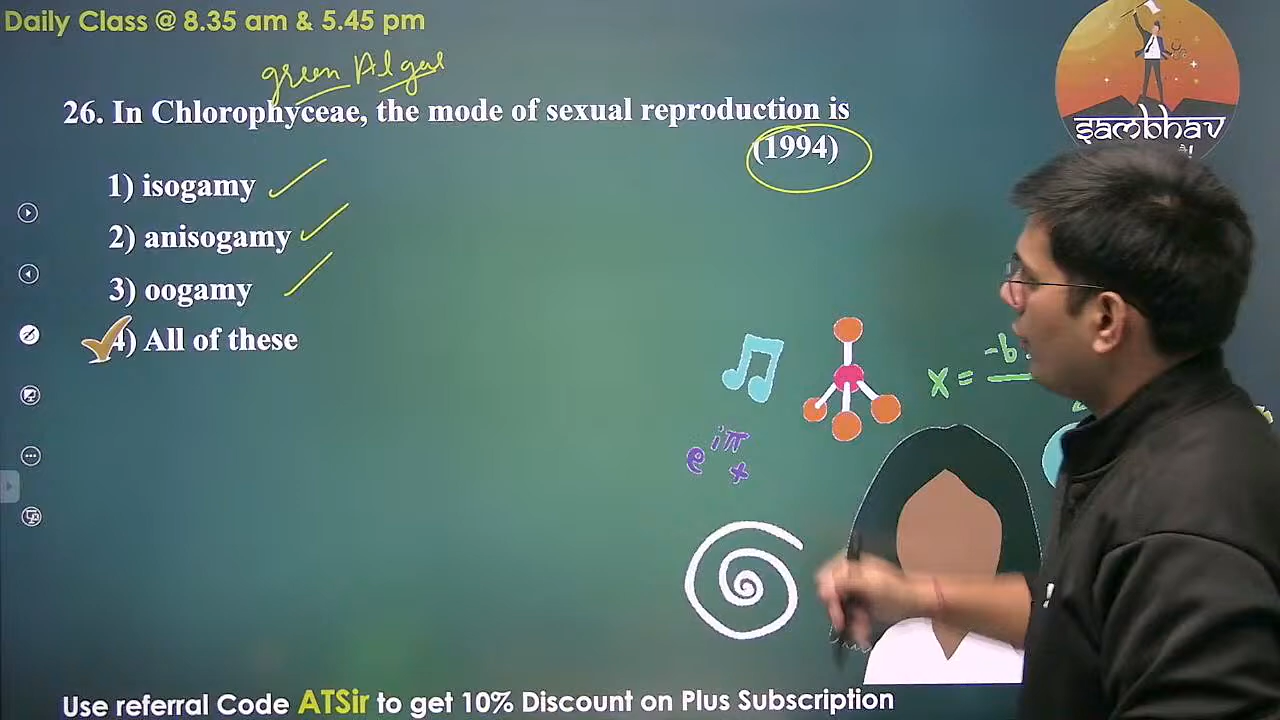 Daily Class @ 8.35 am & 5.45 pm
green Algae
26. In Chlorophyceae, the mode of sexual reproduction is
(1994)
1) isogamy
2) anisogamy
3) oogamy
4) All of these
SAMBHAV
x = -b
e^iπ
Use referral Code ATSir to get 10% Discount on Plus Subscription